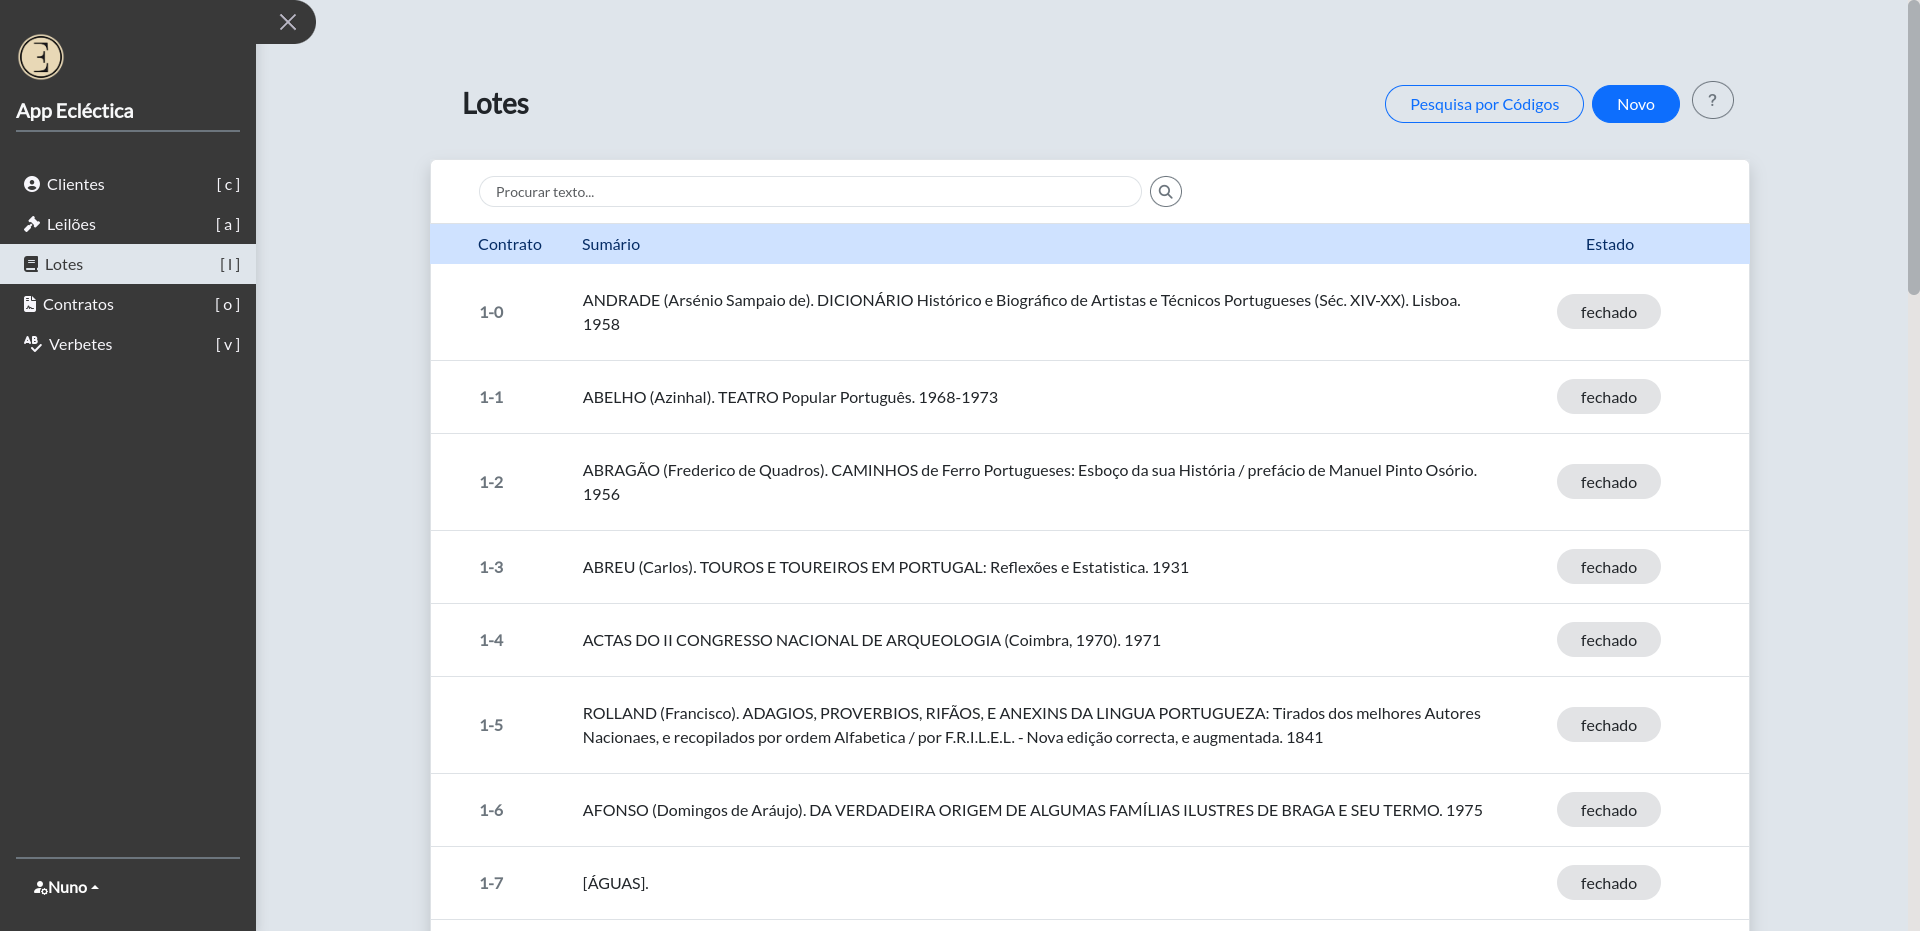 App Ecléctica
Clientes [ c ]
Leilões [ a ]
Lotes [ l ]
Contratos [ o ]
Verbetes [ v ]
Nuno
Lotes
Pesquisa por Códigos Novo ?
Procurar texto...
Contrato Sumário Estado
1-0 ANDRADE (Arsénio Sampaio de). DICIONÁRIO Histórico e Biográfico de Artistas e Técnicos Portugueses (Séc. XIV-XX). Lisboa. fechado
1958
1-1 ABELHO (Azinhal). TEATRO Popular Português. 1968-1973 fechado
1-2 ABRAGÃO (Frederico de Quadros). CAMINHOS de Ferro Portugueses: Esboço da sua História / prefácio de Manuel Pinto Osório. fechado
1956
1-3 ABREU (Carlos). TOUROS E TOUREIROS EM PORTUGAL: Reflexões e Estatistica. 1931 fechado
1-4 ACTAS DO II CONGRESSO NACIONAL DE ARQUEOLOGIA (Coimbra, 1970). 1971 fechado
1-5 ROLLAND (Francisco). ADAGIOS, PROVERBIOS, RIFÃOS, E ANEXINS DA LINGUA PORTUGUEZA: Tirados dos melhores Autores fechado
Nacionaes, e recopilados por ordem Alfabetica / por F.R.I.L.E.L. - Nova edição correcta, e augmentada. 1841
1-6 AFONSO (Domingos de Aráujo). DA VERDADEIRA ORIGEM DE ALGUMAS FAMÍLIAS ILUSTRES DE BRAGA E SEU TERMO. 1975 fechado
1-7 [ÁGUAS]. fechado